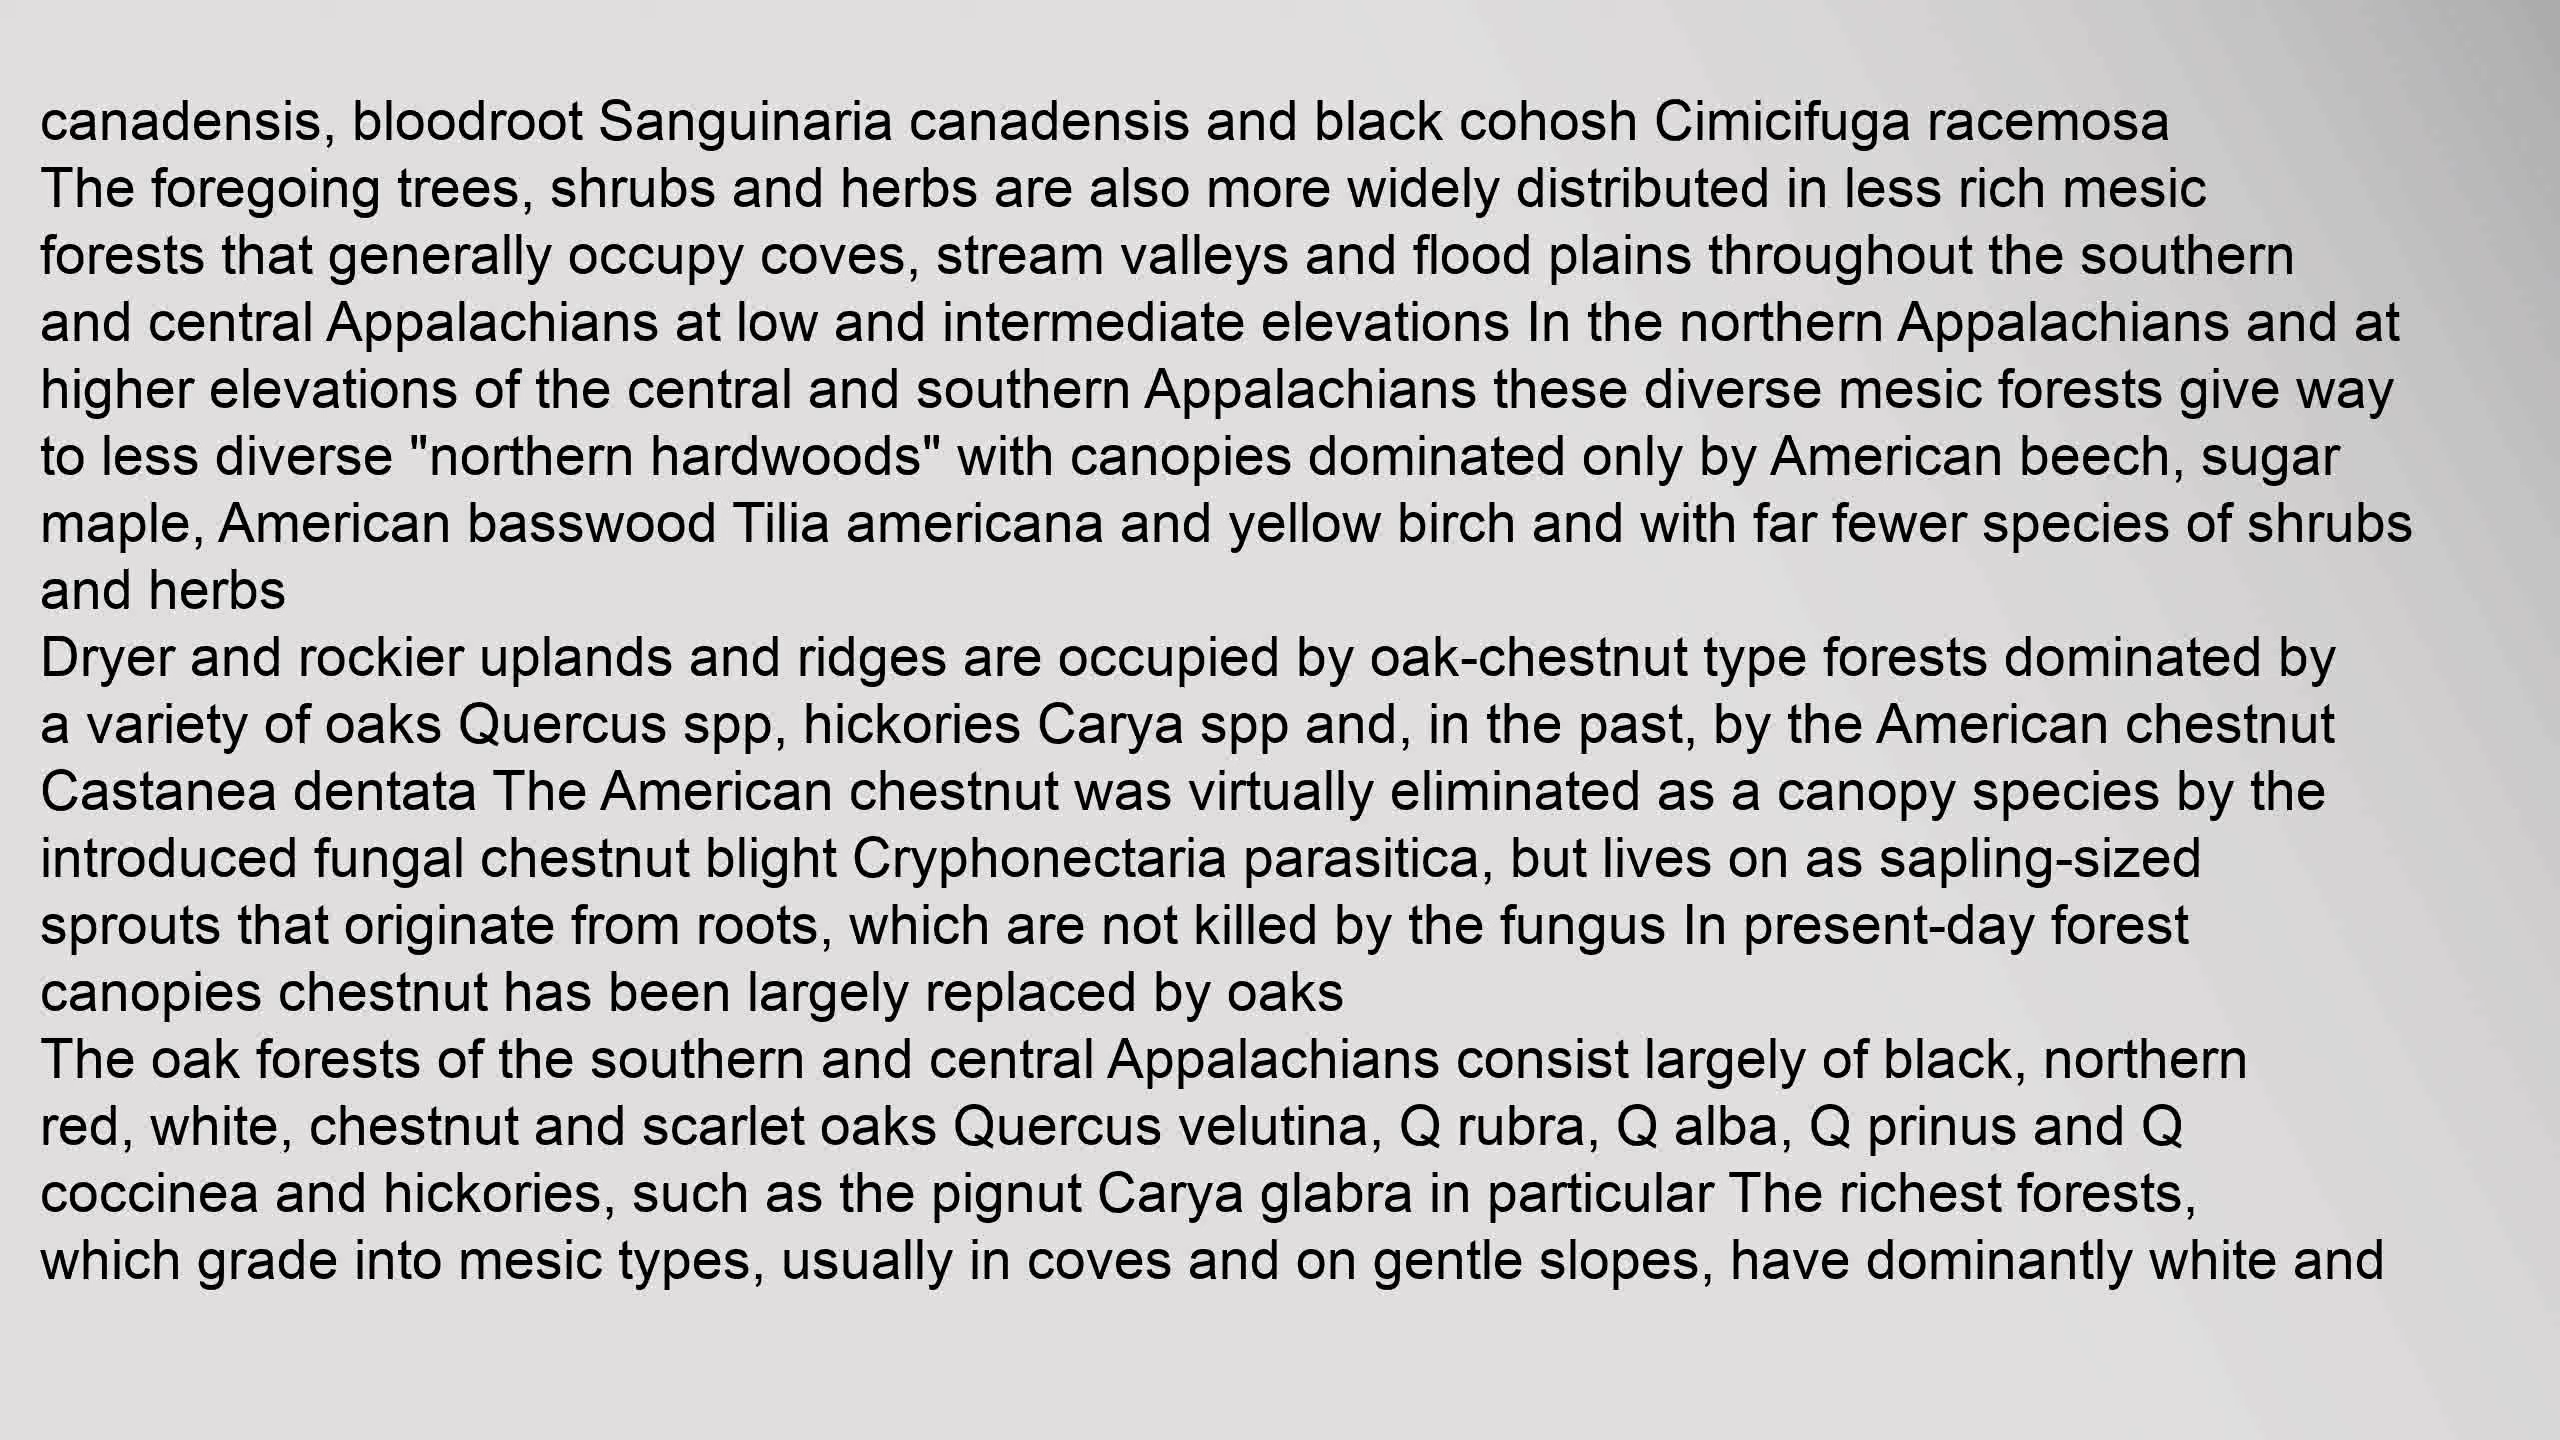 canadensis, bloodroot Sanguinaria canadensis and black cohosh Cimicifuga racemosa
The foregoing trees, shrubs and herbs are also more widely distributed in less rich mesic
forests that generally occupy coves, stream valleys and flood plains throughout the southern
and central Appalachians at low and intermediate elevations In the northern Appalachians and at
higher elevations of the central and southern Appalachians these diverse mesic forests give way
to less diverse "northern hardwoods" with canopies dominated only by American beech, sugar
maple, American basswood Tilia americana and yellow birch and with far fewer species of shrubs
and herbs
Dryer and rockier uplands and ridges are occupied by oak-chestnut type forests dominated by
a variety of oaks Quercus spp, hickories Carya spp and, in the past, by the American chestnut
Castanea dentata The American chestnut was virtually eliminated as a canopy species by the
introduced fungal chestnut blight Cryphonectaria parasitica, but lives on as sapling-sized
sprouts that originate from roots, which are not killed by the fungus In present-day forest
canopies chestnut has been largely replaced by oaks
The oak forests of the southern and central Appalachians consist largely of black, northern
red, white, chestnut and scarlet oaks Quercus velutina, Q rubra, Q alba, Q prinus and Q
coccinea and hickories, such as the pignut Carya glabra in particular The richest forests,
which grade into mesic types, usually in coves and on gentle slopes, have dominantly white and